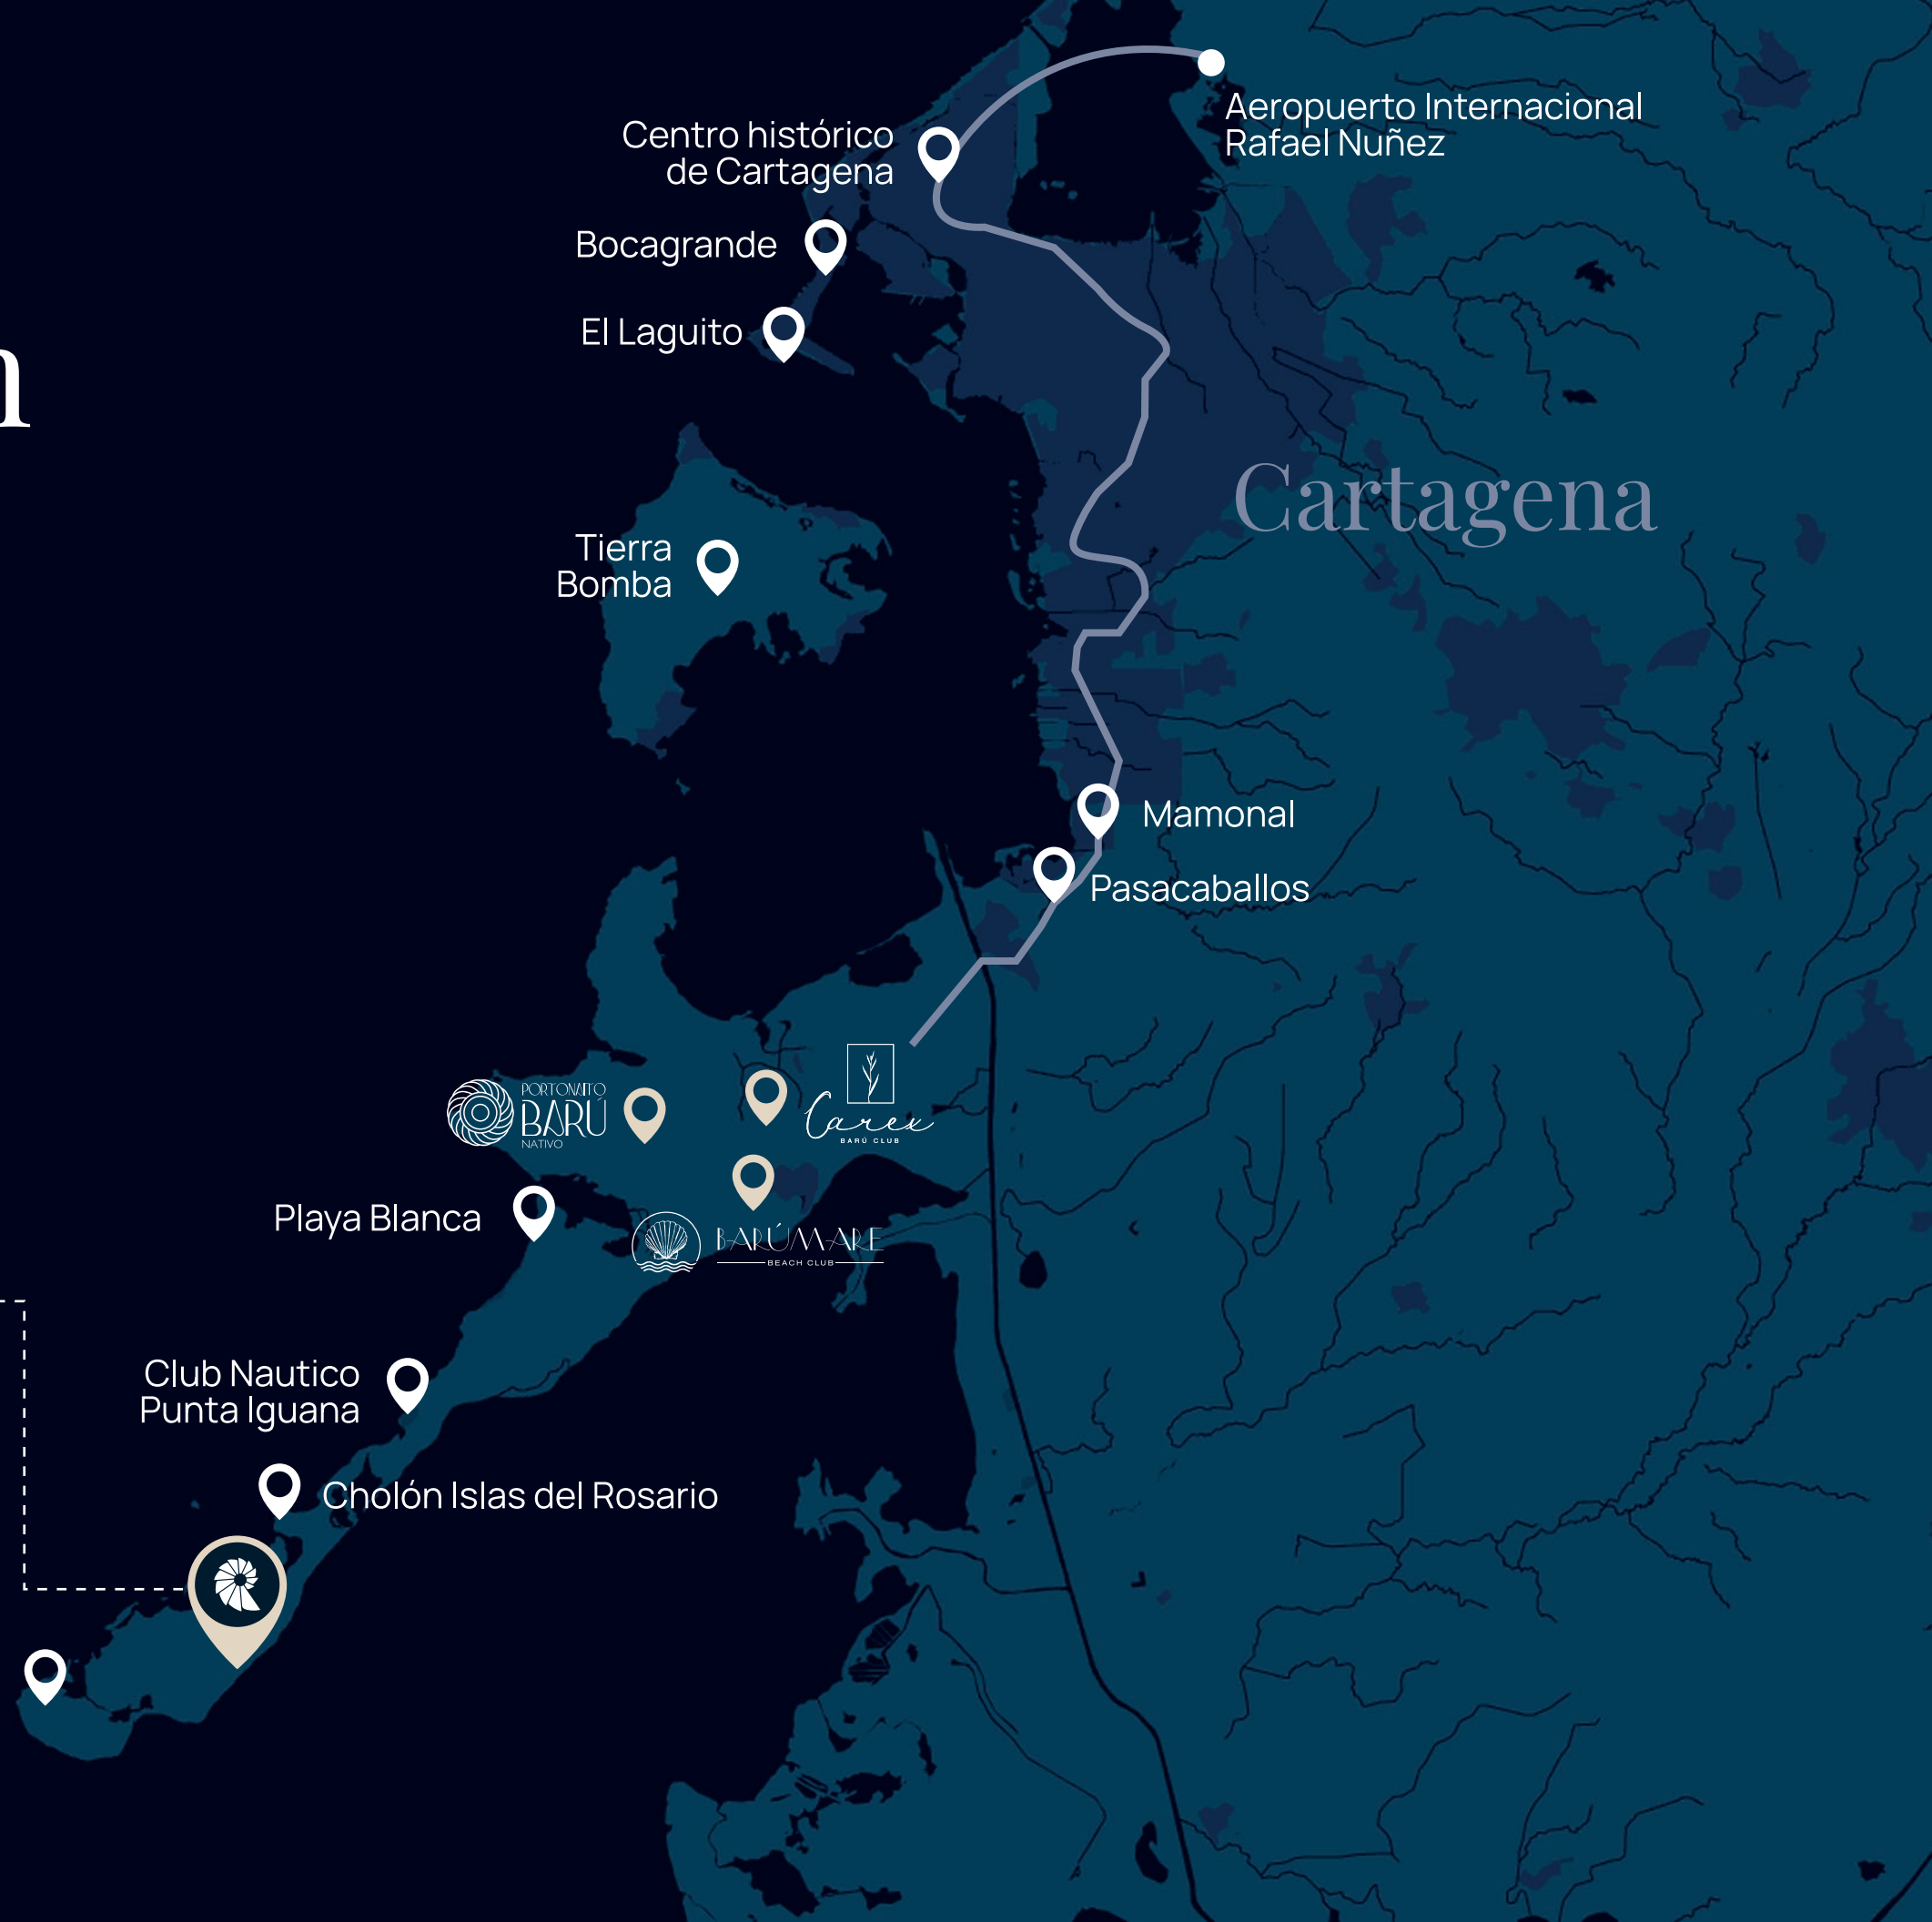 n
Aeropuerto Internacional
Rafael Nuñez
Centro histórico
de Cartagena
Bocagrande
El Laguito
Cartagena
Tierra
Bomba
Mamonal
Pasacaballos
PORTONAITO
BARÚ
NATIVO
Carex
BARÚ CLUB
Playa Blanca
BARÚMARE
BEACH CLUB
Club Nautico
Punta Iguana
Cholón Islas del Rosario